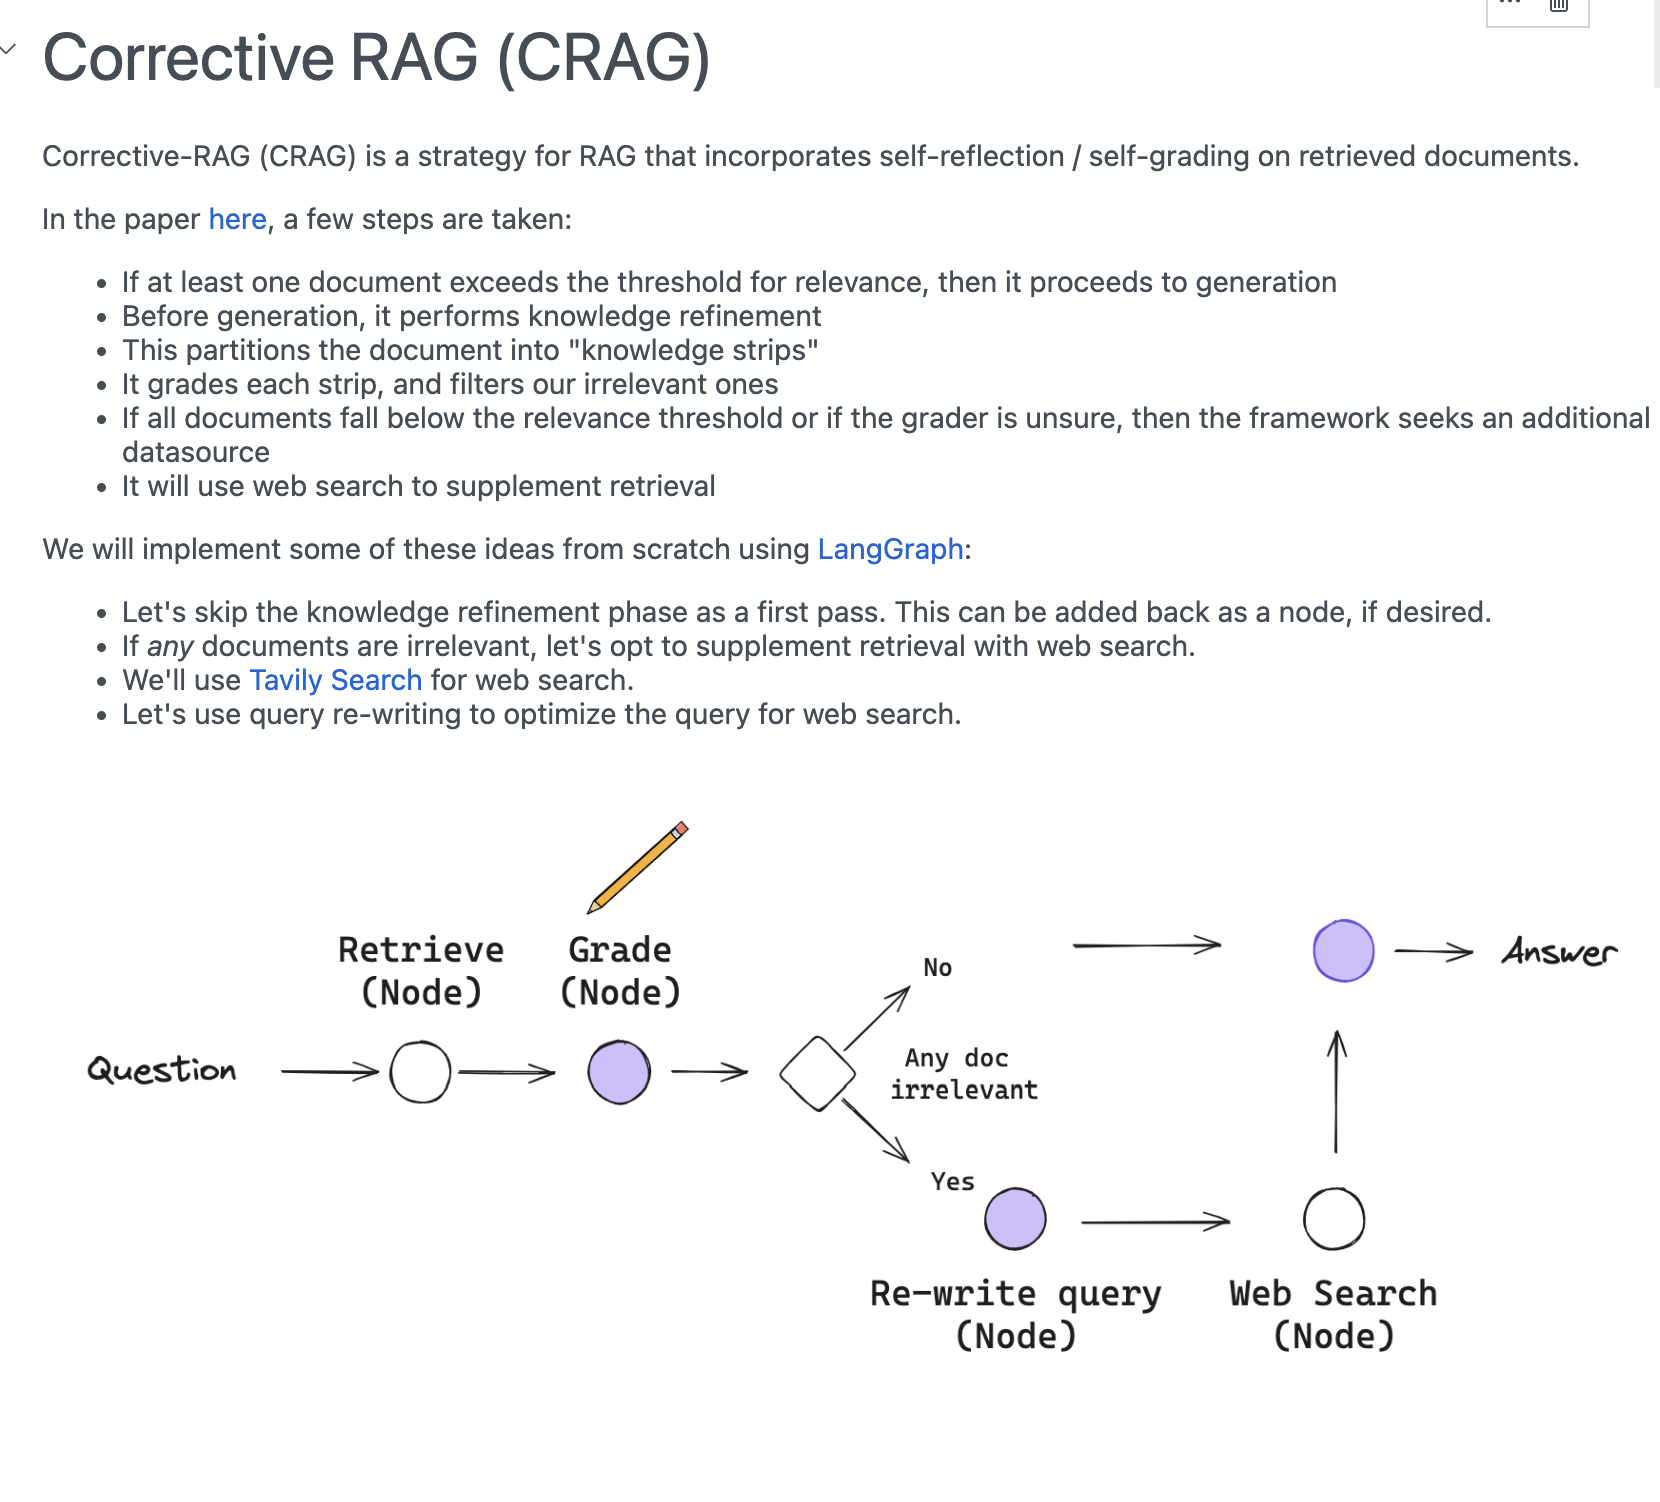 Corrective RAG (CRAG)
Corrective-RAG (CRAG) is a strategy for RAG that incorporates self-reflection / self-grading on retrieved documents.
In the paper here, a few steps are taken:
• If at least one document exceeds the threshold for relevance, then it proceeds to generation
• Before generation, it performs knowledge refinement
• This partitions the document into "knowledge strips"
• It grades each strip, and filters our irrelevant ones
• If all documents fall below the relevance threshold or if the grader is unsure, then the framework seeks an additional
datasource
• It will use web search to supplement retrieval
We will implement some of these ideas from scratch using LangGraph:
• Let's skip the knowledge refinement phase as a first pass. This can be added back as a node, if desired.
• If any documents are irrelevant, let's opt to supplement retrieval with web search.
• We'll use Tavily Search for web search.
• Let's use query re-writing to optimize the query for web search.
Retrieve
(Node)
Grade
(Node)
Question
No
Any doc
irrelevant
Yes
Answer
Re-write query
(Node)
Web Search
(Node)